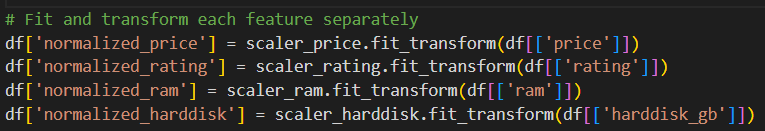 # Fit and transform each feature separately
df['normalized_price'] = scaler_price.fit_transform(df[['price']])
df['normalized_rating'] = scaler_rating.fit_transform(df[['rating']])
df['normalized_ram'] = scaler_ram.fit_transform(df[['ram']])
df['normalized_harddisk'] = scaler_harddisk.fit_transform(df[['harddisk_gb']])